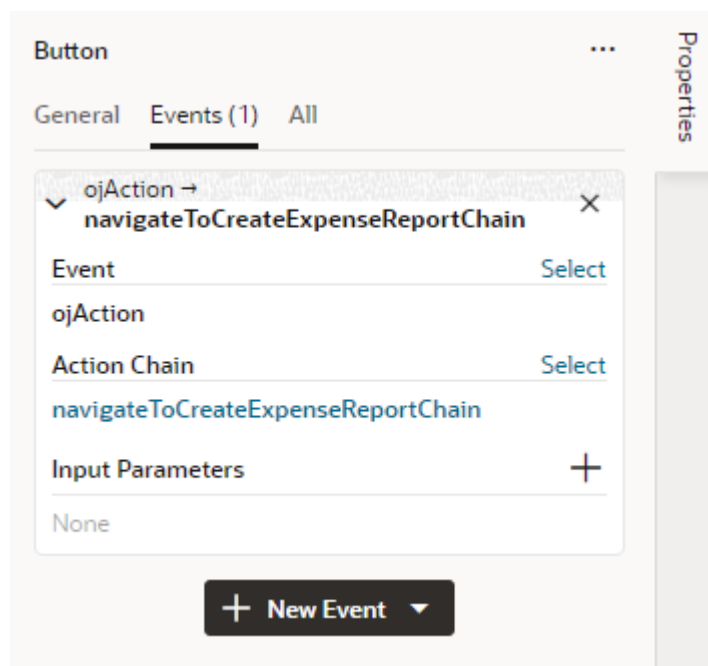 Button
Properties
General Events (1) All
ojAction →
navigateToCreateExpenseReportChain
Event Select
ojAction
Action Chain Select
navigateToCreateExpenseReportChain
Input Parameters
None
New Event